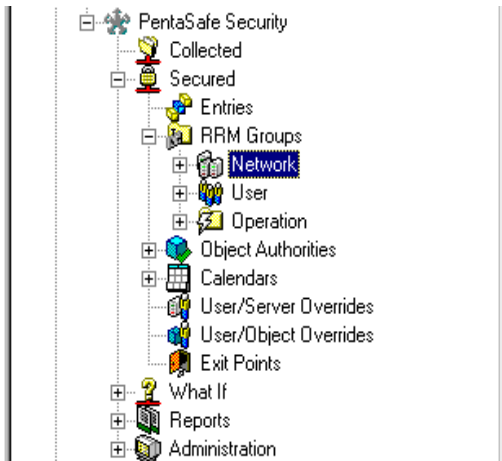 PentaSafe Security
Collected
Secured
Entries
RRM Groups
Network
User
Operation
Object Authorities
Calendars
User/Server Overrides
User/Object Overrides
Exit Points
What If
Reports
Administration